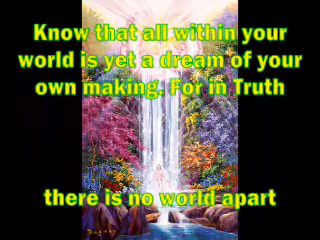 Know that all within your
world is yet a dream of your
own making. For in Truth
there is no world apart